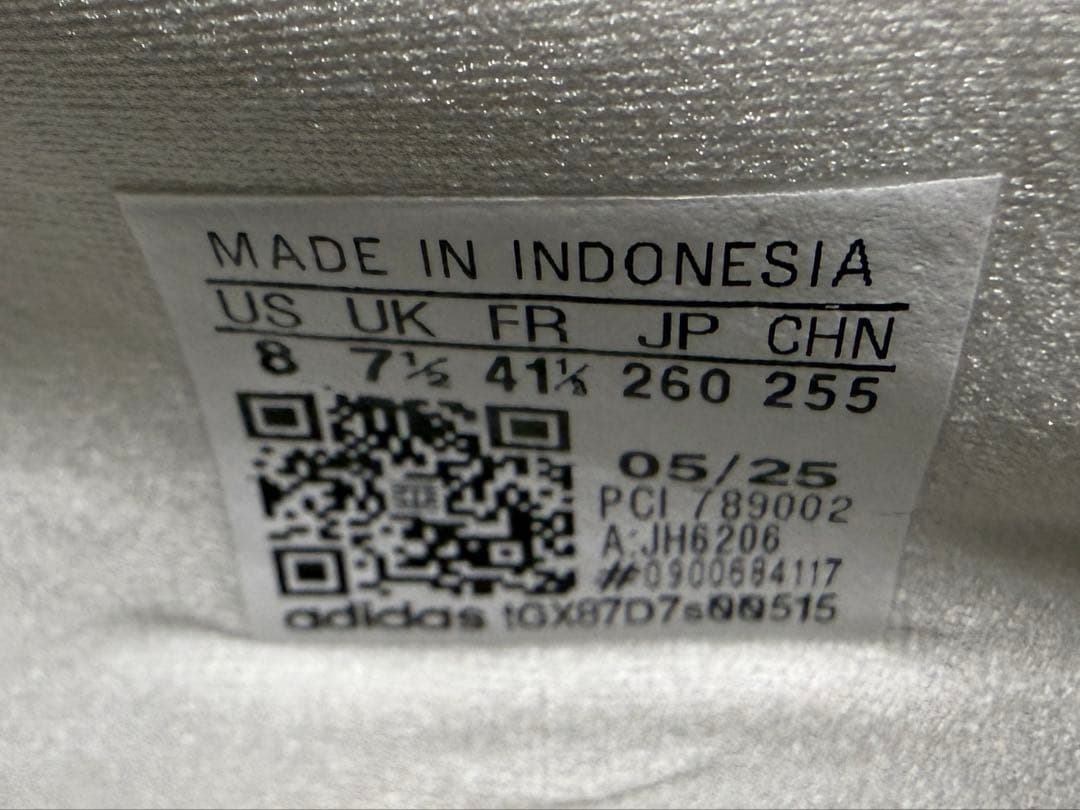 MADE IN INDONESIA
US UK FR JP CHN
8 7½ 41⅓ 260 255
05/25
PCI 789002
A:JH6206
#0900684117
adidas tGX87D7s00515